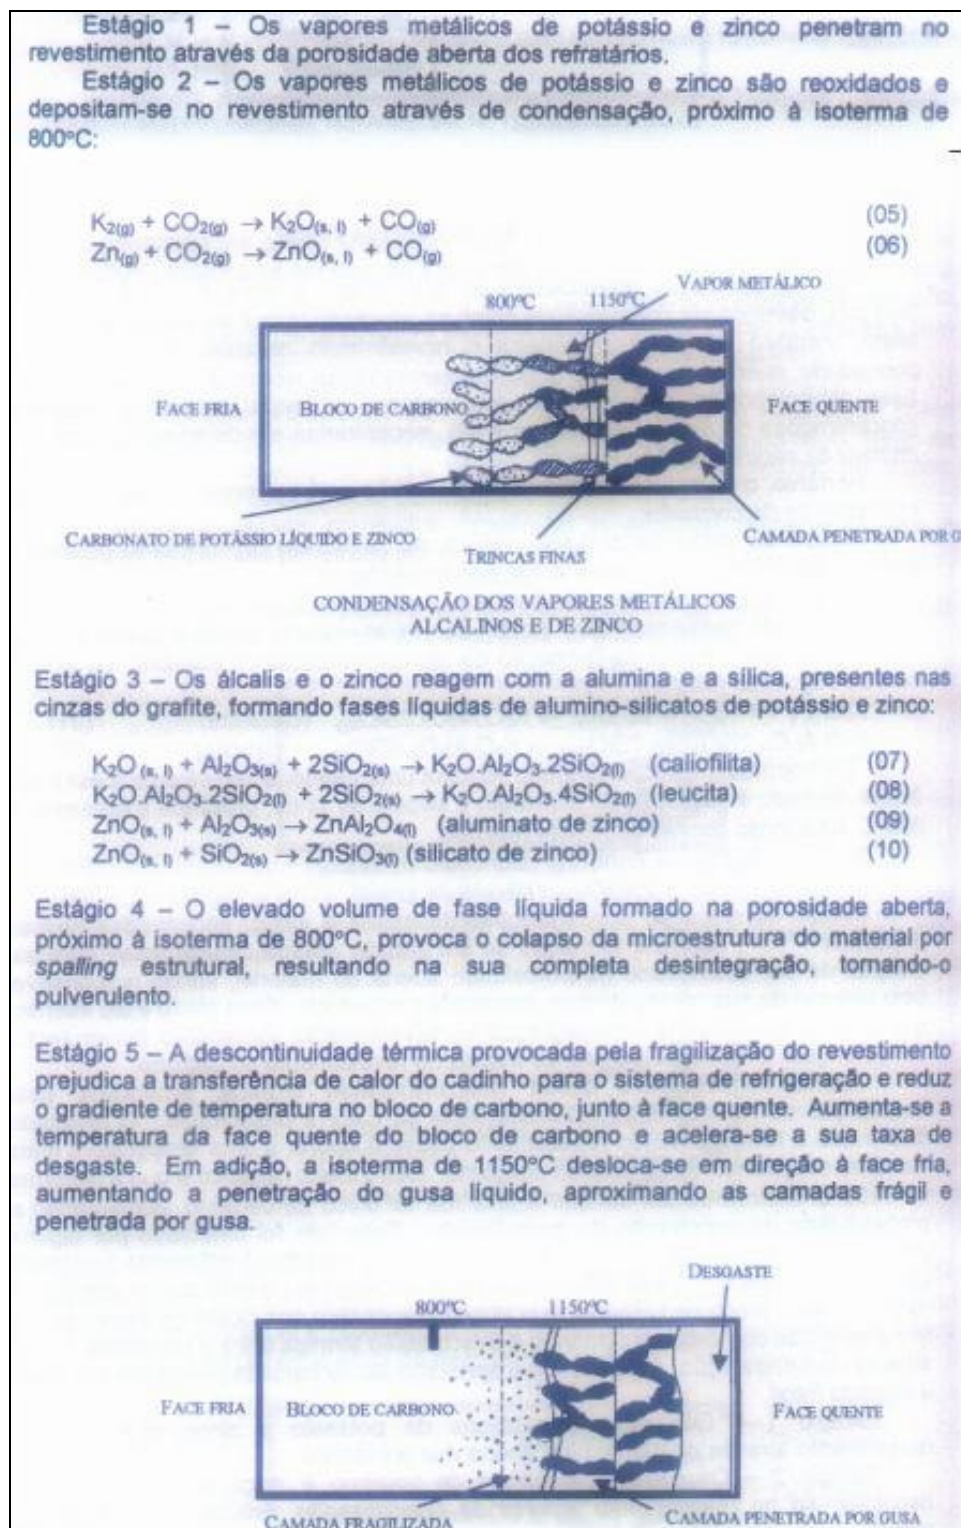 Estágio 1 – Os vapores metálicos de potássio e zinco penetram no
revestimento através da porosidade aberta dos refratários.
Estágio 2 – Os vapores metálicos de potássio e zinco são reoxidados e
depositam-se no revestimento através de condensação, próximo à isoterma de
800ºC:
K2(g) + CO2(g) → K2O(s, l) + CO(g) (05)
Zn(g) + CO2(g) → ZnO(s, l) + CO(g) (06)
VAPOR METÁLICO
800ºC 1150ºC
FACE FRIA BLOCO DE CARBONO FACE QUENTE
CARBONATO DE POTÁSSIO LÍQUIDO E ZINCO CAMADA PENETRADA POR G
TRINCAS FINAS
CONDENSAÇÃO DOS VAPORES METÁLICOS
ALCALINOS E DE ZINCO
Estágio 3 – Os álcalis e o zinco reagem com a alumina e a sílica, presentes nas
cinzas do grafite, formando fases líquidas de alumino-silicatos de potássio e zinco:
K2O (s, l) + Al2O3(s) + 2SiO2(s) → K2O.Al2O3.2SiO2(l) (caliofilita) (07)
K2O.Al2O3.2SiO2(l) + 2SiO2(s) → K2O.Al2O3.4SiO2(l) (leucita) (08)
ZnO(s, l) + Al2O3(s) → ZnAl2O4(l) (aluminato de zinco) (09)
ZnO(s, l) + SiO2(s) → ZnSiO3(l) (silicato de zinco) (10)
Estágio 4 – O elevado volume de fase líquida formado na porosidade aberta,
próximo à isoterma de 800ºC, provoca o colapso da microestrutura do material por
spalling estrutural, resultando na sua completa desintegração, tornando-o
pulverulento.
Estágio 5 – A descontinuidade térmica provocada pela fragilização do revestimento
prejudica a transferência de calor do cadinho para o sistema de refrigeração e reduz
o gradiente de temperatura no bloco de carbono, junto à face quente. Aumenta-se a
temperatura da face quente do bloco de carbono e acelera-se a sua taxa de
desgaste. Em adição, a isoterma de 1150ºC desloca-se em direção à face fria,
aumentando a penetração do gusa líquido, aproximando as camadas frágil e
penetrada por gusa.
DESGASTE
800ºC 1150ºC
FACE FRIA BLOCO DE CARBONO FACE QUENTE
CAMADA FRAGILIZADA CAMADA PENETRADA POR GUSA